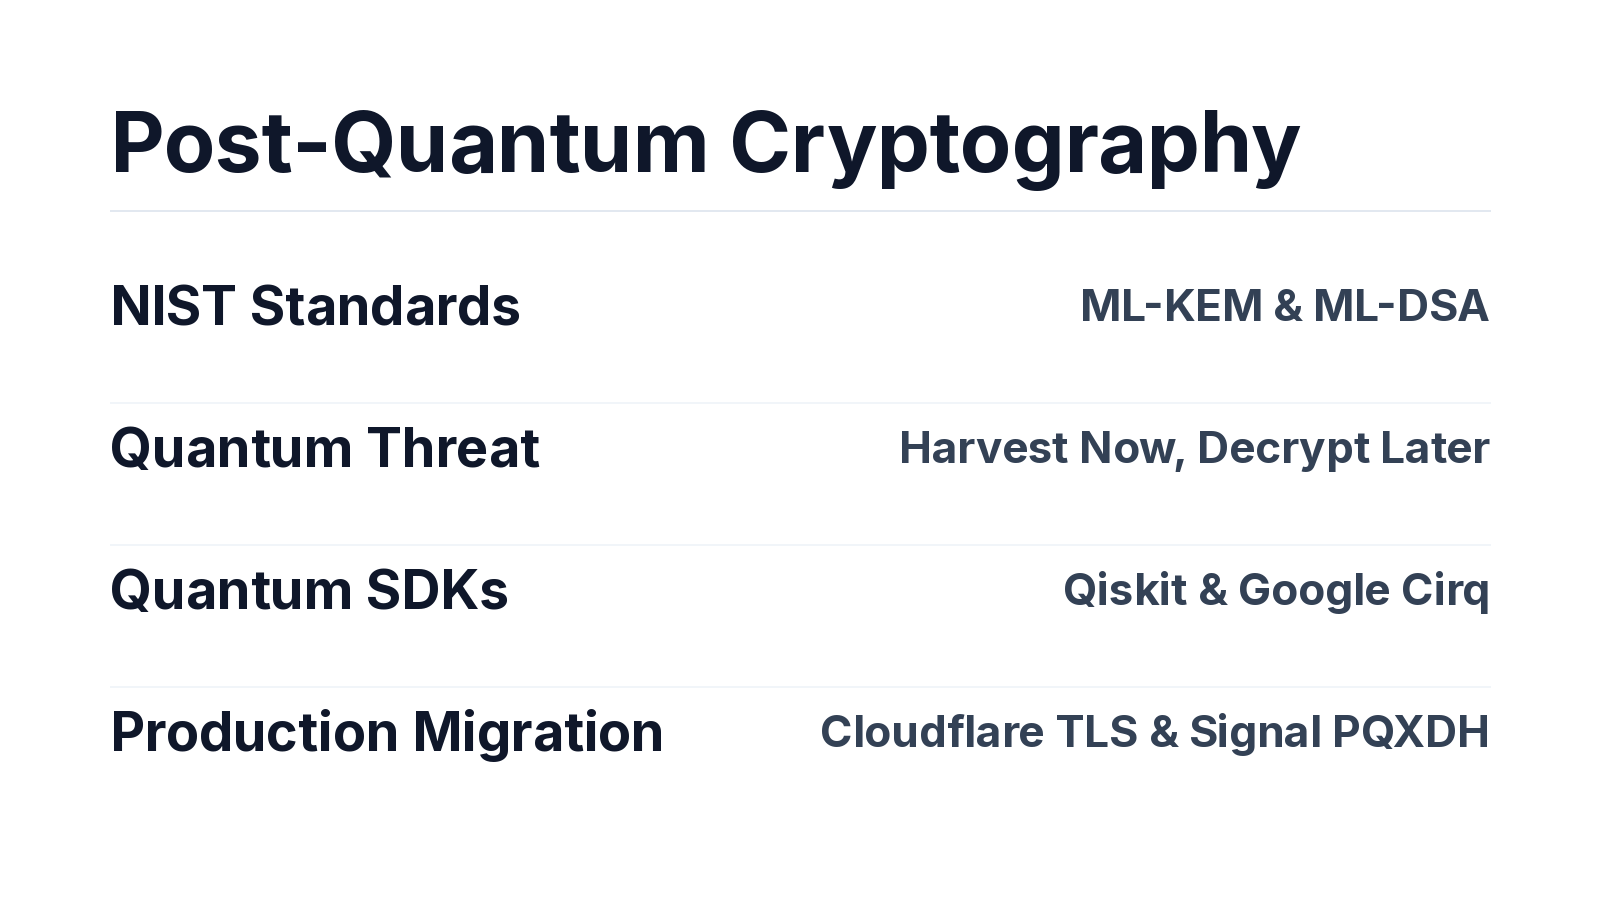 Post-Quantum Cryptography
NIST Standards ML-KEM & ML-DSA
Quantum Threat Harvest Now, Decrypt Later
Quantum SDKs Qiskit & Google Cirq
Production Migration Cloudflare TLS & Signal PQXDH